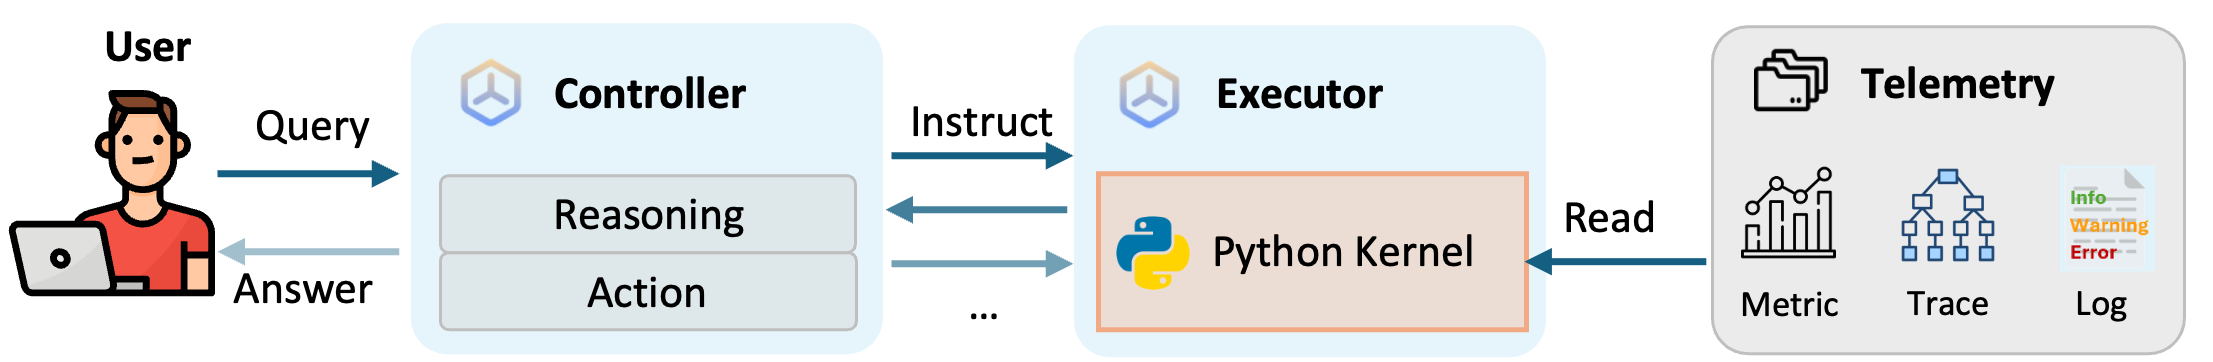 User
Query
Answer
Controller
Reasoning
Action
Instruct
...
Executor
Python Kernel
Read
Telemetry
Info
Warning
Error
Metric
Trace
Log